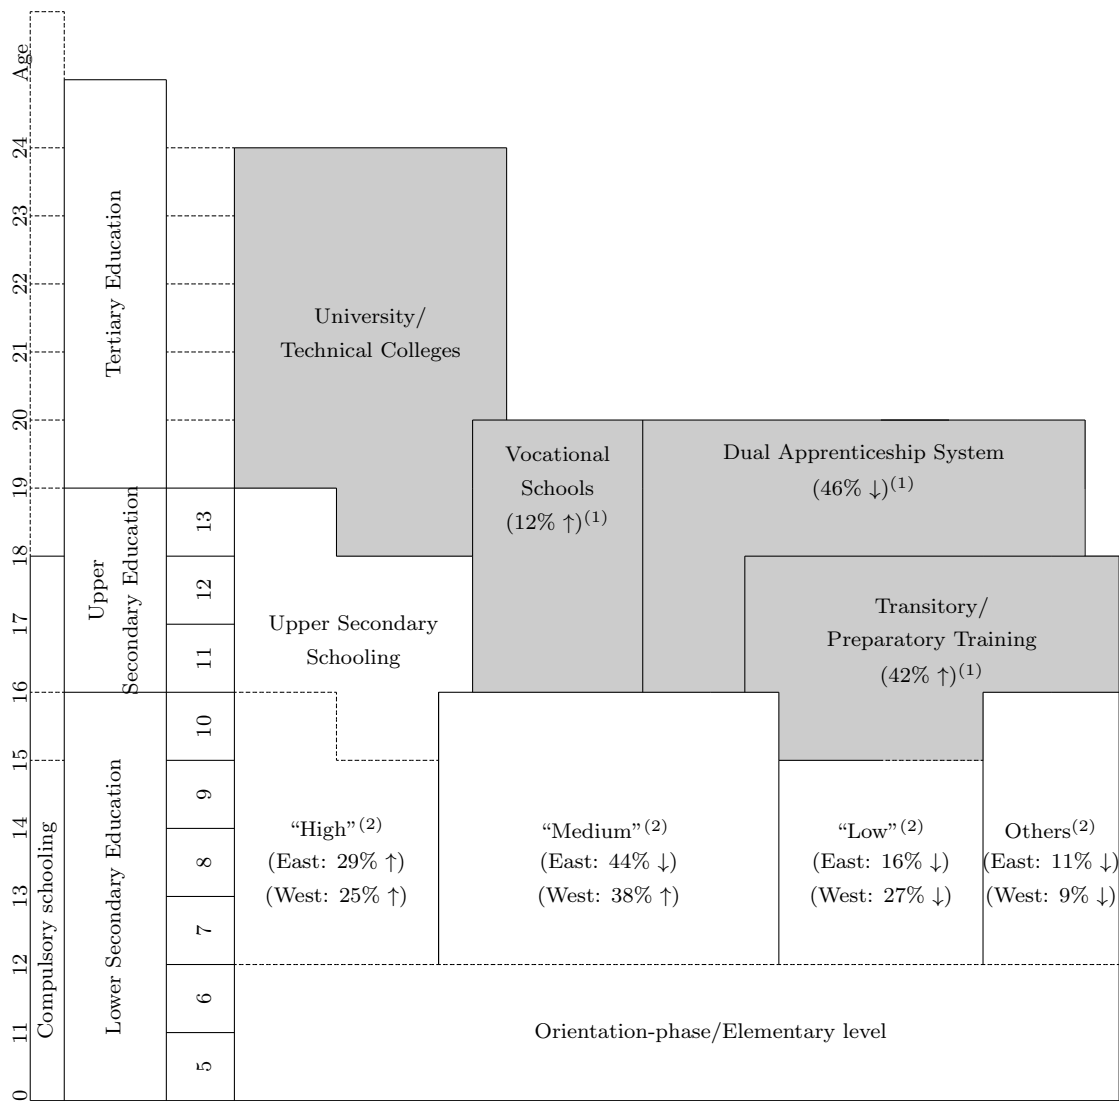 Age
24
23
22
21
20
19
18
17
16
15
14
13
12
11
0
Compulsory schooling
Tertiary Education
Upper
Secondary Education
Lower Secondary Education
13
12
11
10
9
8
7
6
5
University/
Technical Colleges
Vocational
Schools
(12% ↑)(1)
Dual Apprenticeship System
(46% ↓)(1)
Upper Secondary
Schooling
Transitory/
Preparatory Training
(42% ↑)(1)
“High”(2)
(East: 29% ↑)
(West: 25% ↑)
“Medium”(2)
(East: 44% ↓)
(West: 38% ↑)
“Low”(2)
(East: 16% ↓)
(West: 27% ↓)
Others(2)
(East: 11% ↓)
(West: 9% ↓)
Orientation-phase/Elementary level